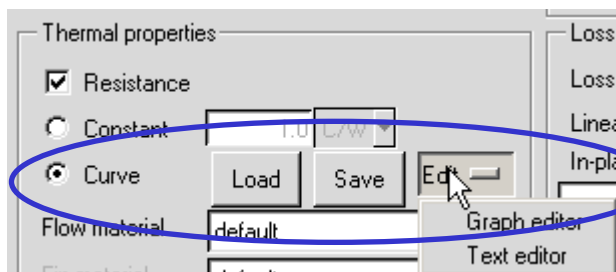 Thermal properties
Loss
Resistance
Loss
Constant 1.0 C/W
Linea
Curve Load Save Edit
In-pla
Flow material default
Graph editor
Text editor